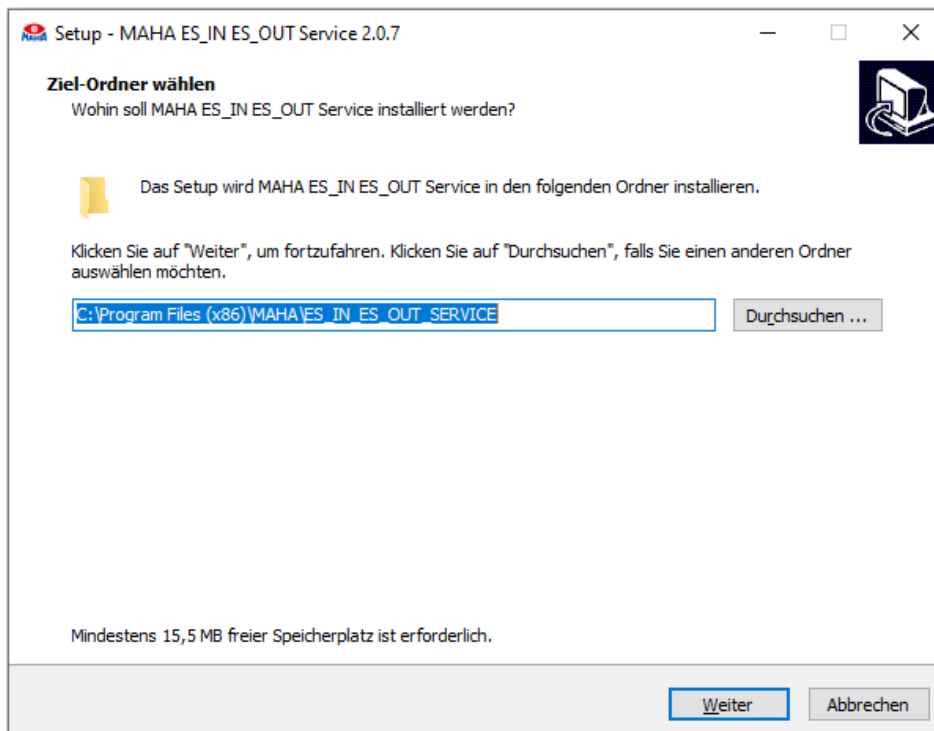 Setup - MAHA ES_IN ES_OUT Service 2.0.7
Ziel-Ordner wählen
Wohin soll MAHA ES_IN ES_OUT Service installiert werden?
Das Setup wird MAHA ES_IN ES_OUT Service in den folgenden Ordner installieren.
Klicken Sie auf "Weiter", um fortzufahren. Klicken Sie auf "Durchsuchen", falls Sie einen anderen Ordner
auswählen möchten.
C:\Program Files (x86)\MAHA\ES_IN_ES_OUT_SERVICE
Durchsuchen ...
Mindestens 15,5 MB freier Speicherplatz ist erforderlich.
Weiter
Abbrechen